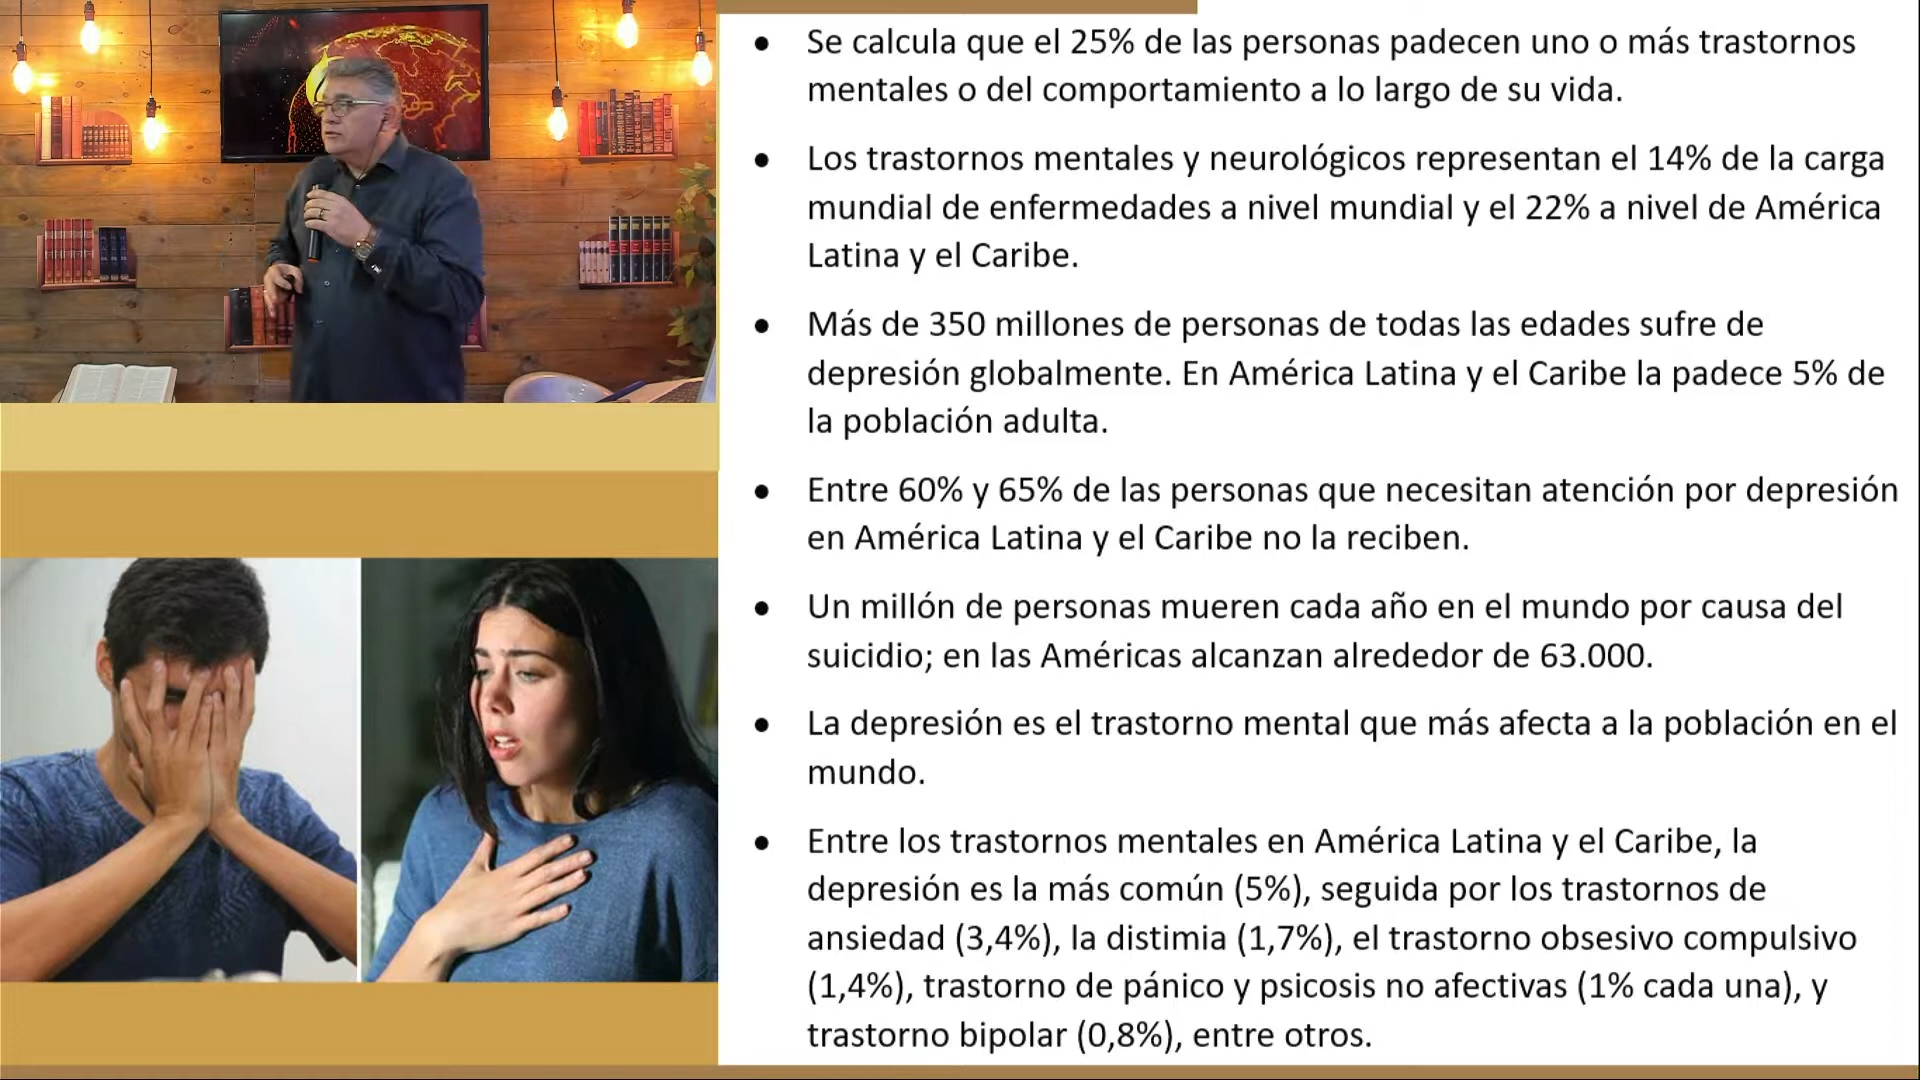 ● Se calcula que el 25% de las personas padecen uno o más trastornos
mentales o del comportamiento a lo largo de su vida.
● Los trastornos mentales y neurológicos representan el 14% de la carga
mundial de enfermedades a nivel mundial y el 22% a nivel de América
Latina y el Caribe.
● Más de 350 millones de personas de todas las edades sufre de
depresión globalmente. En América Latina y el Caribe la padece 5% de
la población adulta.
● Entre 60% y 65% de las personas que necesitan atención por depresión
en América Latina y el Caribe no la reciben.
● Un millón de personas mueren cada año en el mundo por causa del
suicidio; en las Américas alcanzan alrededor de 63.000.
● La depresión es el trastorno mental que más afecta a la población en el
mundo.
● Entre los trastornos mentales en América Latina y el Caribe, la
depresión es la más común (5%), seguida por los trastornos de
ansiedad (3,4%), la distimia (1,7%), el trastorno obsesivo compulsivo
(1,4%), trastorno de pánico y psicosis no afectivas (1% cada una), y
trastorno bipolar (0,8%), entre otros.